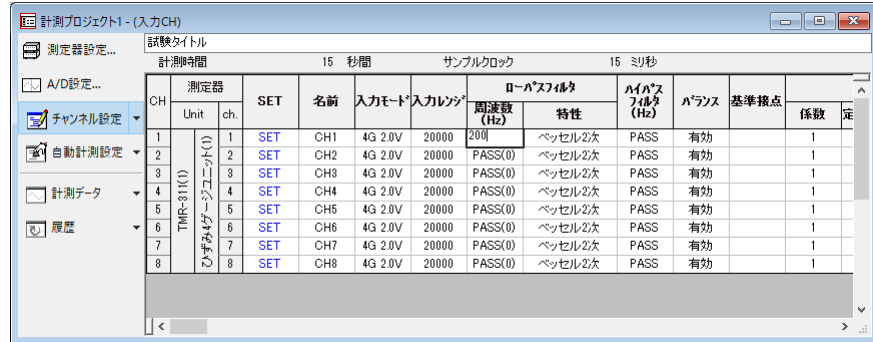 計測プロジェクト1 - (入力CH)
測定器設定...
A/D設定...
チャンネル設定
自動計測設定
計測データ
履歴
試験タイトル
計測時間 15 秒間 サンプルクロック 15 ミリ秒
CH 測定器 SET 名前 入力モード 入力レンジ ローパスフィルタ ハイパスフィルタ(Hz) バランス 基準接点
Unit ch. 周波数(Hz) 特性 係数 定
TMR-311(1)
ひずみ4ゲージユニット(1)
1 1 SET CH1 4G 2.0V 20000 200 ベッセル2次 PASS 有効 1
2 2 SET CH2 4G 2.0V 20000 PASS(0) ベッセル2次 PASS 有効 1
3 3 SET CH3 4G 2.0V 20000 PASS(0) ベッセル2次 PASS 有効 1
4 4 SET CH4 4G 2.0V 20000 PASS(0) ベッセル2次 PASS 有効 1
5 5 SET CH5 4G 2.0V 20000 PASS(0) ベッセル2次 PASS 有効 1
6 6 SET CH6 4G 2.0V 20000 PASS(0) ベッセル2次 PASS 有効 1
7 7 SET CH7 4G 2.0V 20000 PASS(0) ベッセル2次 PASS 有効 1
8 8 SET CH8 4G 2.0V 20000 PASS(0) ベッセル2次 PASS 有効 1